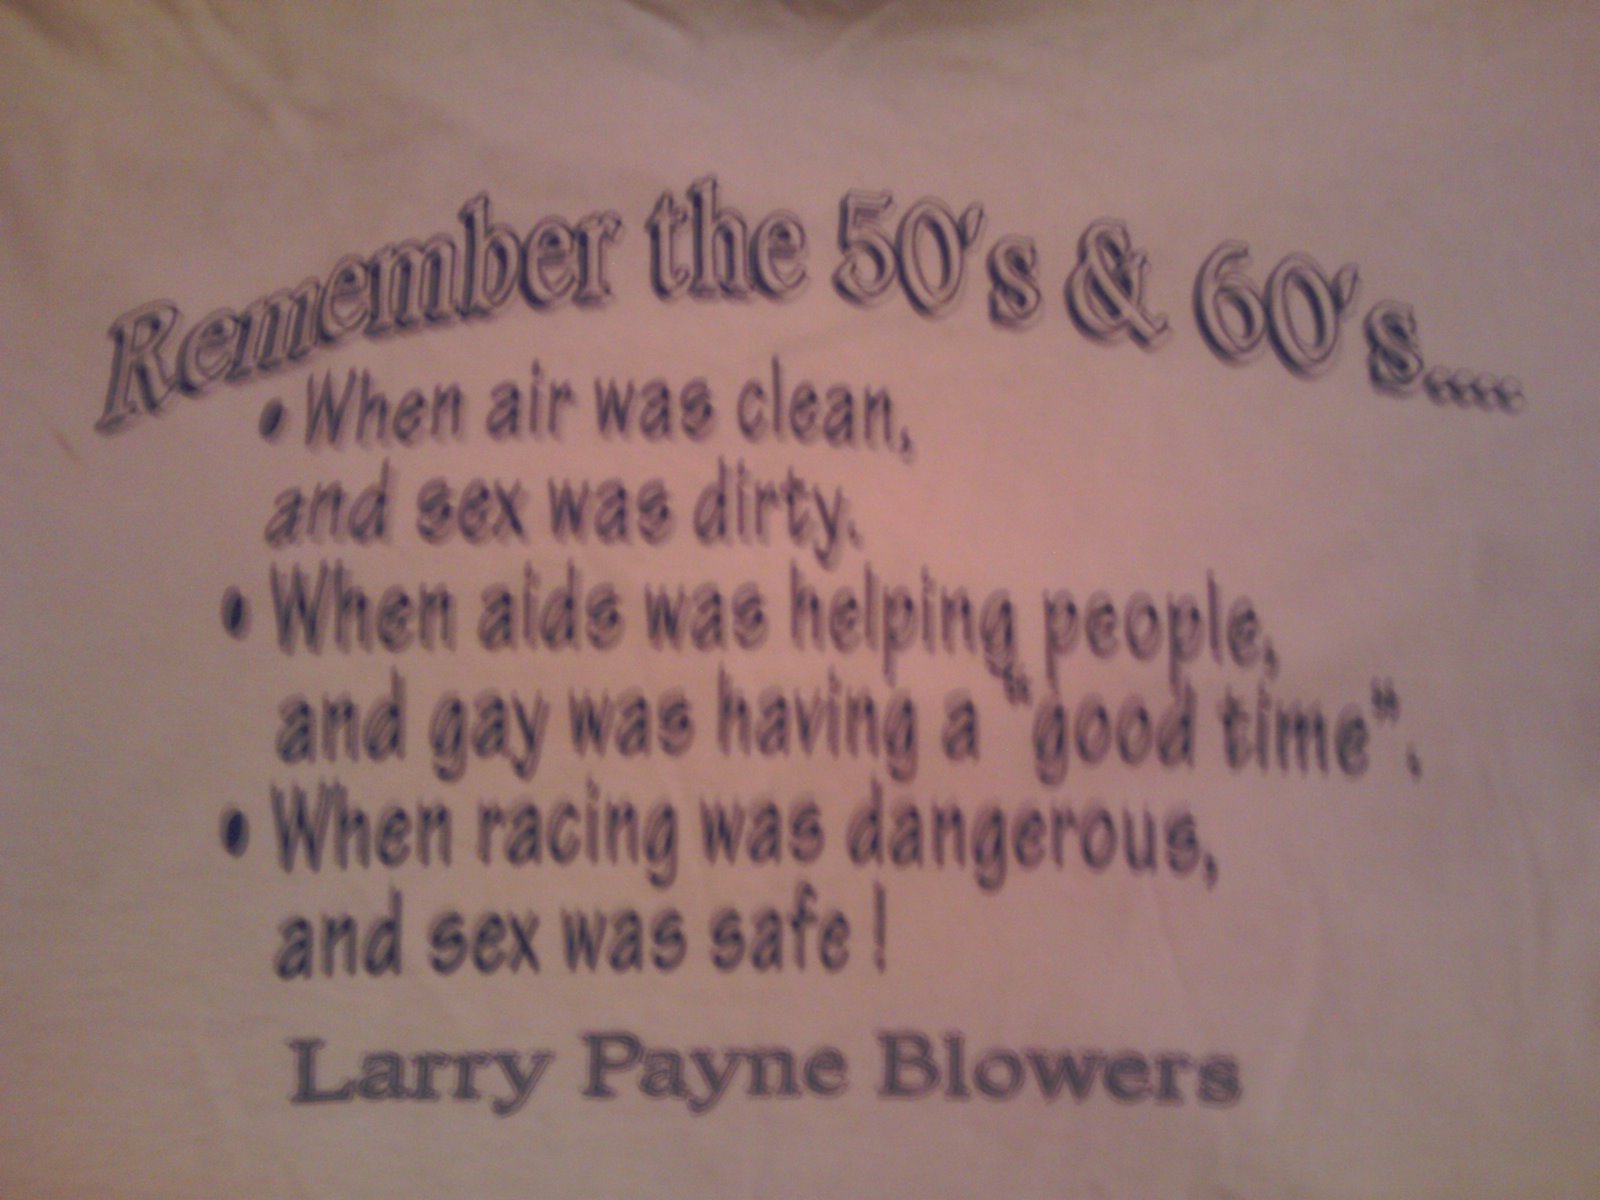 Remember the 50's & 60's....
• When air was clean,
and sex was dirty.
• When aids was helping people,
and gay was having a "good time".
• When racing was dangerous,
and sex was safe !
Larry Payne Blowers